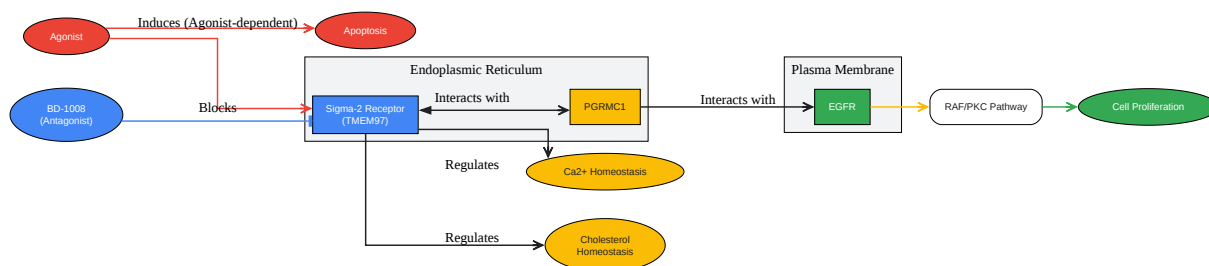 Agonist
Induces (Agonist-dependent)
Apoptosis
Endoplasmic Reticulum
Plasma Membrane
BD-1008
(Antagonist)
Blocks
Sigma-2 Receptor
(TMEM97)
Interacts with
PGRMC1
Interacts with
EGFR
RAF/PKC Pathway
Cell Proliferation
Regulates
Ca2+ Homeostasis
Regulates
Cholesterol
Homeostasis